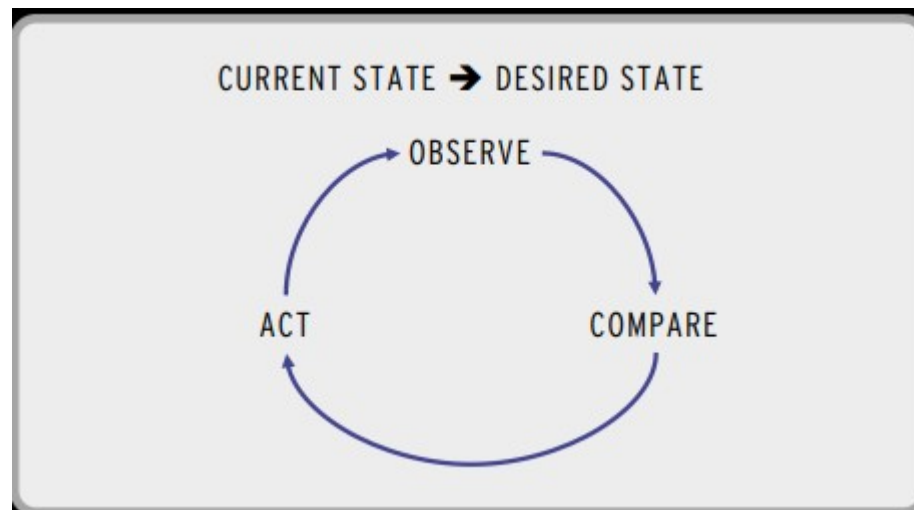 CURRENT STATE ➔ DESIRED STATE
OBSERVE
ACT
COMPARE